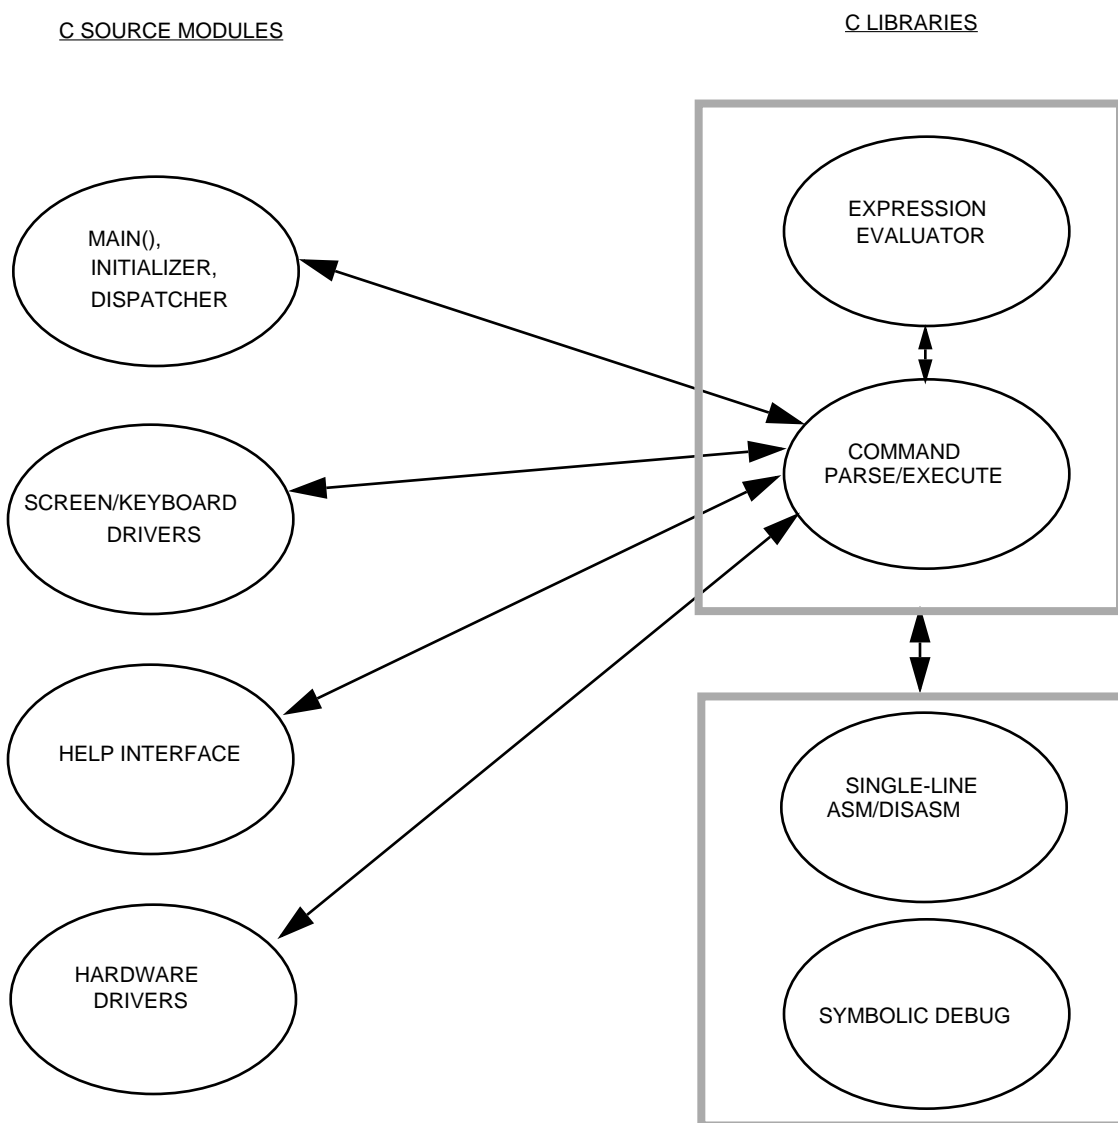 C SOURCE MODULES
C LIBRARIES
MAIN(),
INITIALIZER,
DISPATCHER
SCREEN/KEYBOARD
DRIVERS
HELP INTERFACE
HARDWARE
DRIVERS
EXPRESSION
EVALUATOR
COMMAND
PARSE/EXECUTE
SINGLE-LINE
ASM/DISASM
SYMBOLIC DEBUG